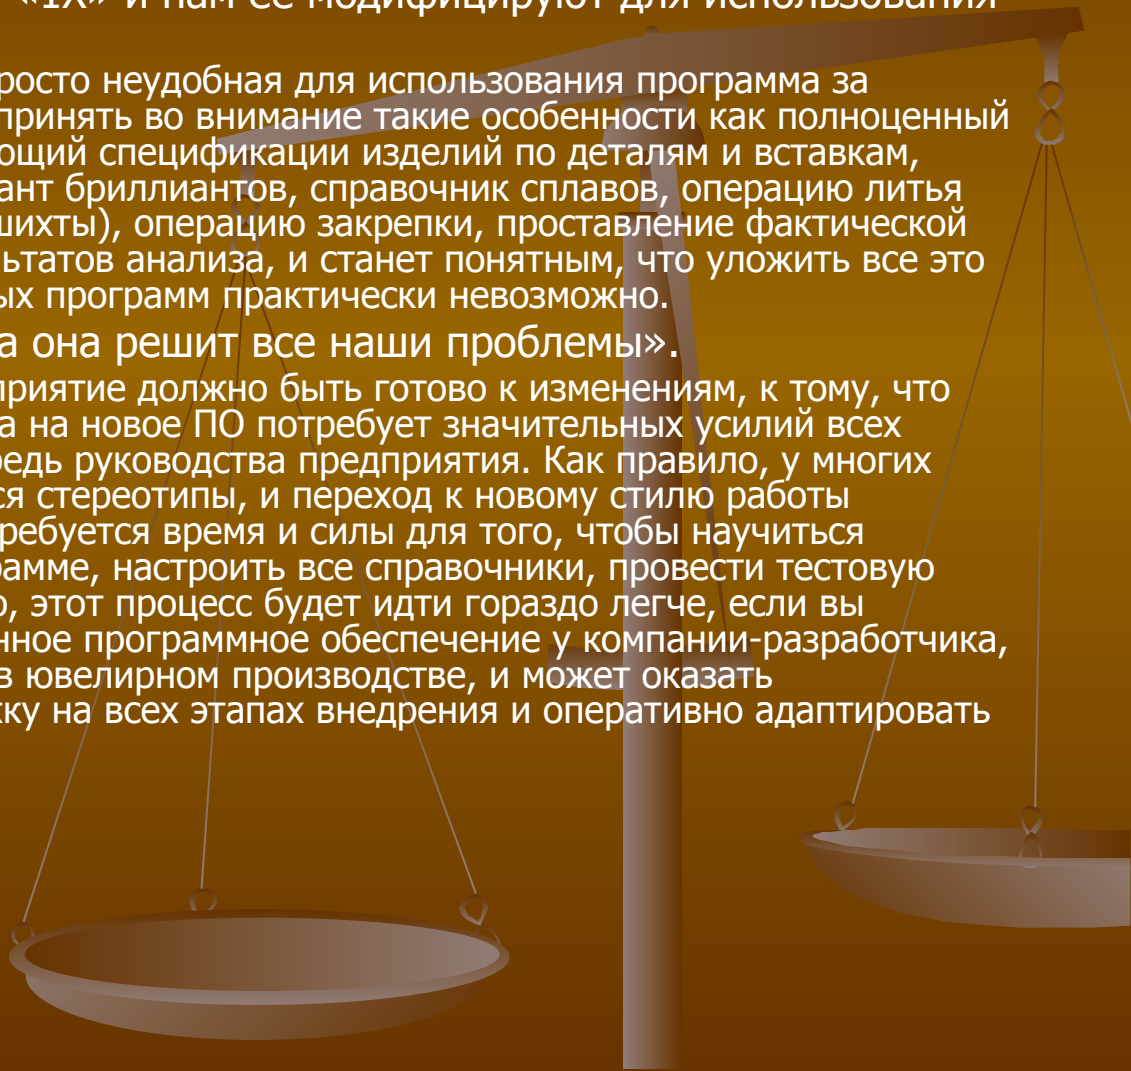 «1X» и нам ее модифицируют для использования
росто неудобная для использования программа за
принять во внимание такие особенности как полноценный
ющий спецификации изделий по деталям и вставкам,
ант бриллиантов, справочник сплавов, операцию литья
шихты), операцию закрепки, проставление фактической
льтатов анализа, и станет понятным, что уложить все это
ых программ практически невозможно.
а она решит все наши проблемы».
приятие должно быть готово к изменениям, к тому, что
а на новое ПО потребует значительных усилий всех
редь руководства предприятия. Как правило, у многих
ся стереотипы, и переход к новому стилю работы
ребуется время и силы для того, чтобы научиться
рамме, настроить все справочники, провести тестовую
о, этот процесс будет идти гораздо легче, если вы
нное программное обеспечение у компании-разработчика,
в ювелирном производстве, и может оказать
жку на всех этапах внедрения и оперативно адаптировать